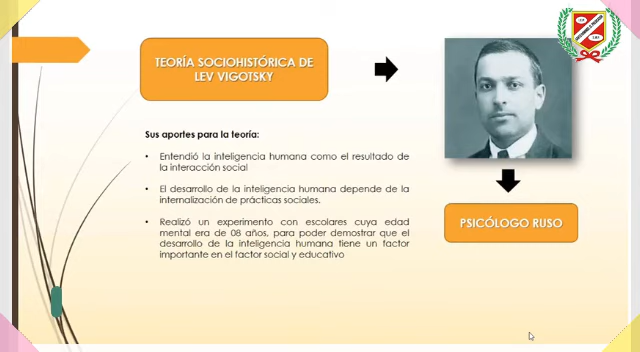 TEORÍA SOCIOHISTÓRICA DE
LEV VIGOTSKY
Sus aportes para la teoría:
• Entendió la inteligencia humana como el resultado de
la interacción social
• El desarrollo de la inteligencia humana depende de la
internalización de prácticas sociales.
• Realizó un experimento con escolares cuya edad
mental era de 08 años, para poder demostrar que el
desarrollo de la inteligencia humana tiene un factor
importante en el factor social y educativo
PSICÓLOGO RUSO